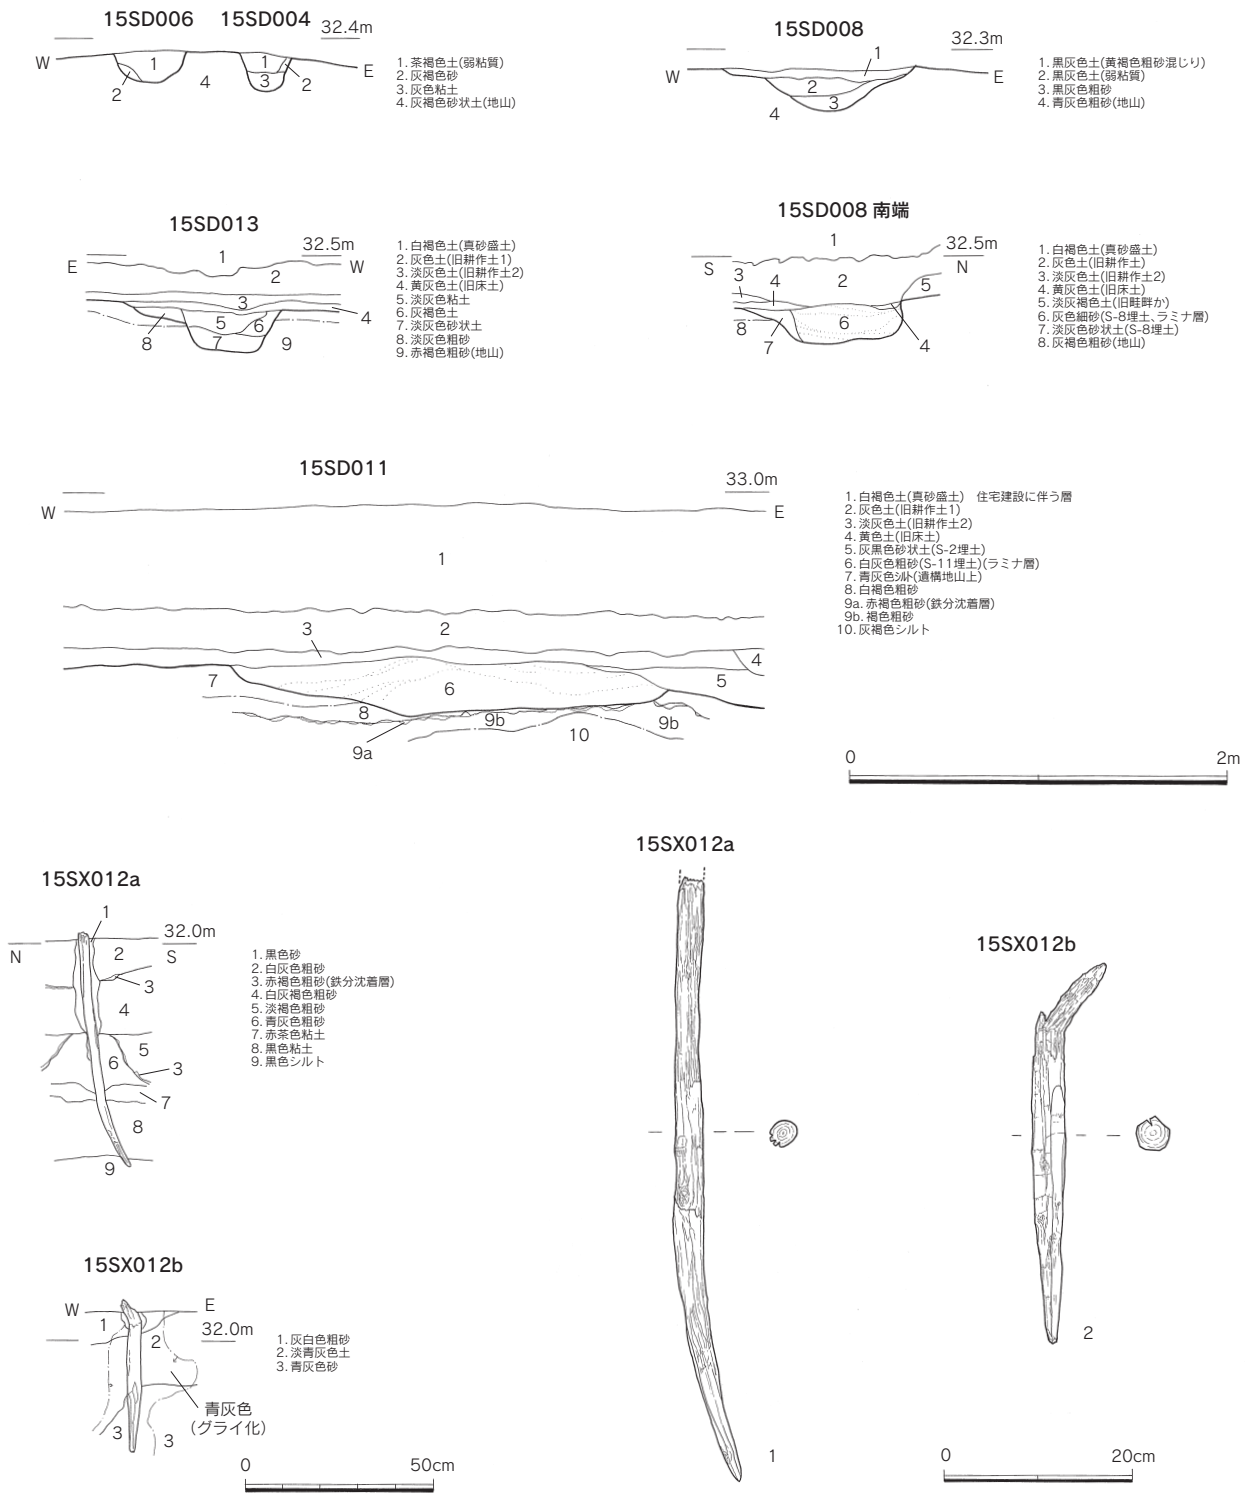 15SD006 15SD004 32.4m
W 1 2 4 1 3 2 E
1. 茶褐色土(弱粘質)
2. 灰褐色砂
3. 灰色粘土
4. 灰褐色砂状土(地山)
15SD008 32.3m
W 1 2 3 4 E
1. 黒灰色土(黄褐色粗砂混じり)
2. 黒灰色土(弱粘質)
3. 黒灰色粗砂
4. 青灰色粗砂(地山)
15SD013 32.5m
E 1 2 W
3 4
5 6
8 7 9
1. 白褐色土(真砂盛土)
2. 灰色土(旧耕作土1)
3. 淡灰色土(旧耕作土2)
4. 黄灰色土(旧床土)
5. 淡灰色粘土
6. 灰褐色土
7. 淡灰色砂状土
8. 淡灰色粗砂
9. 赤褐色粗砂(地山)
15SD008 南端
1 32.5m
S 3 4 2 5 N
8 7 6 4
1. 白褐色土(真砂盛土)
2. 灰色土(旧耕作土)
3. 淡灰色土(旧耕作土2)
4. 黄灰色土(旧床土)
5. 淡灰褐色土(旧畦畔か)
6. 灰色細砂(S-8埋土、ラミナ層)
7. 淡灰色砂状土(S-8埋土)
8. 灰褐色粗砂(地山)
15SD011
33.0m
W E
1
3 2
4
7 6 5
8 9b 9b
9a 10
1. 白褐色土(真砂盛土) 住宅建設に伴う層
2. 灰色土(旧耕作土1)
3. 淡灰色土(旧耕作土2)
4. 黄色土(旧床土)
5. 灰黒色砂状土(S-2埋土)
6. 白灰色粗砂(S-11埋土)(ラミナ層)
7. 青灰色シルト(遺構地山上)
8. 白褐色粗砂
9a. 赤褐色粗砂(鉄分沈着層)
9b. 褐色粗砂
10. 灰褐色シルト
0 2m
15SX012a
1 32.0m
N 2 S
3
4
5
6 3
7
8
9
1. 黒色砂
2. 白灰色粗砂
3. 赤褐色粗砂(鉄分沈着層)
4. 白灰褐色粗砂
5. 淡褐色粗砂
6. 青灰色粗砂
7. 赤茶色粘土
8. 黒色粘土
9. 黒色シルト
15SX012b
W E
1 2 32.0m
青灰色
(グライ化)
3 3
1. 灰白色粗砂
2. 淡青灰色土
3. 青灰色砂
0 50cm
15SX012a
1
15SX012b
2
0 20cm